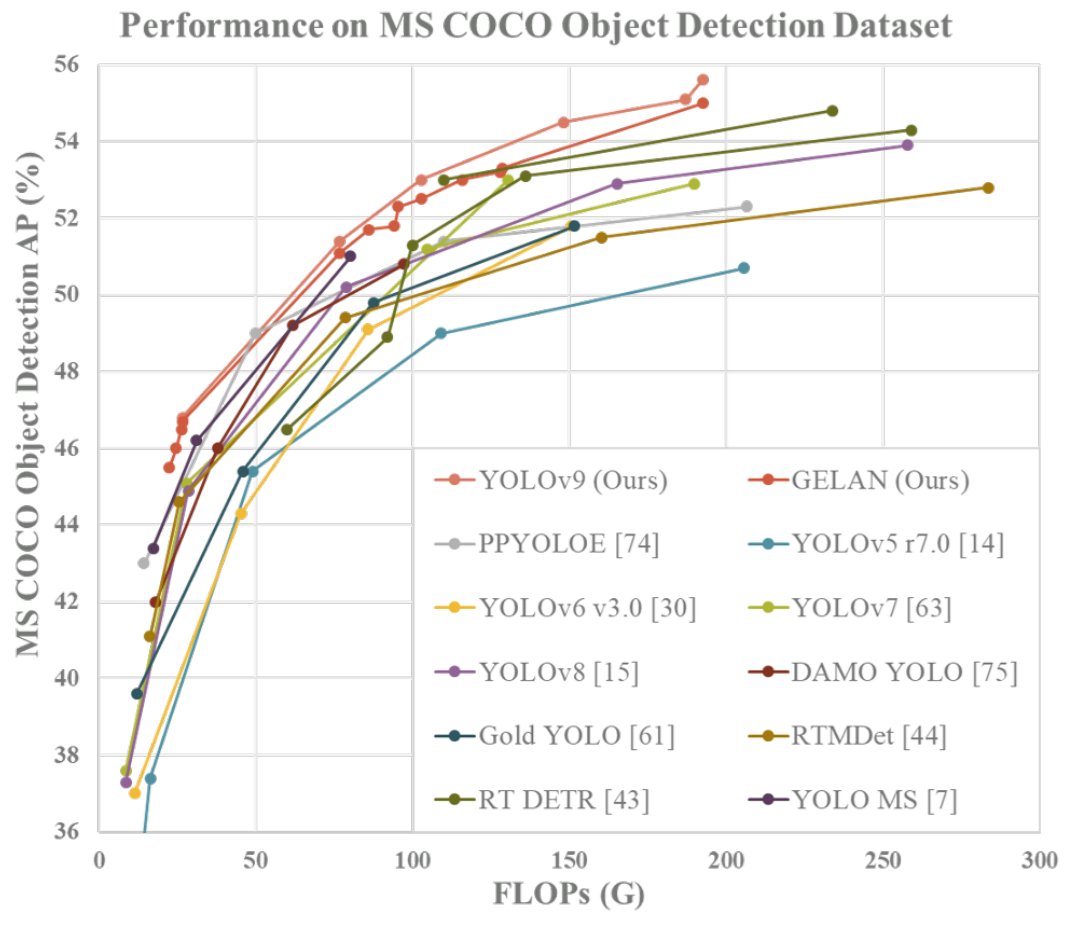 Performance on MS COCO Object Detection Dataset
MS COCO Object Detection AP (%)
56
54
52
50
48
46
44
42
40
38
36
YOLOv9 (Ours)
GELAN (Ours)
PPYOLOE [74]
YOLOv5 r7.0 [14]
YOLOv6 v3.0 [30]
YOLOv7 [63]
YOLOv8 [15]
DAMO YOLO [75]
Gold YOLO [61]
RTMDet [44]
RT DETR [43]
YOLO MS [7]
0 50 100 150 200 250 300
FLOPs (G)